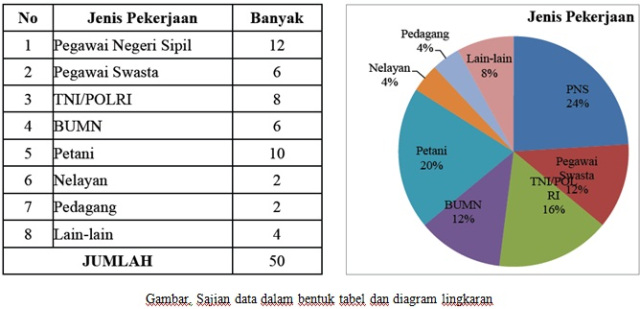 No Jenis Pekerjaan Banyak
1 Pegawai Negeri Sipil 12
2 Pegawai Swasta 6
3 TNI/POLRI 8
4 BUMN 6
5 Petani 10
6 Nelayan 2
7 Pedagang 2
8 Lain-lain 4
JUMLAH 50
Jenis Pekerjaan
PNS
24%
Pegawai
Swasta
12%
TNI/POL
RI
16%
BUMN
12%
Petani
20%
Nelayan
4%
Pedagang
4%
Lain-lain
8%
Gambar. Sajian data dalam bentuk tabel dan diagram lingkaran